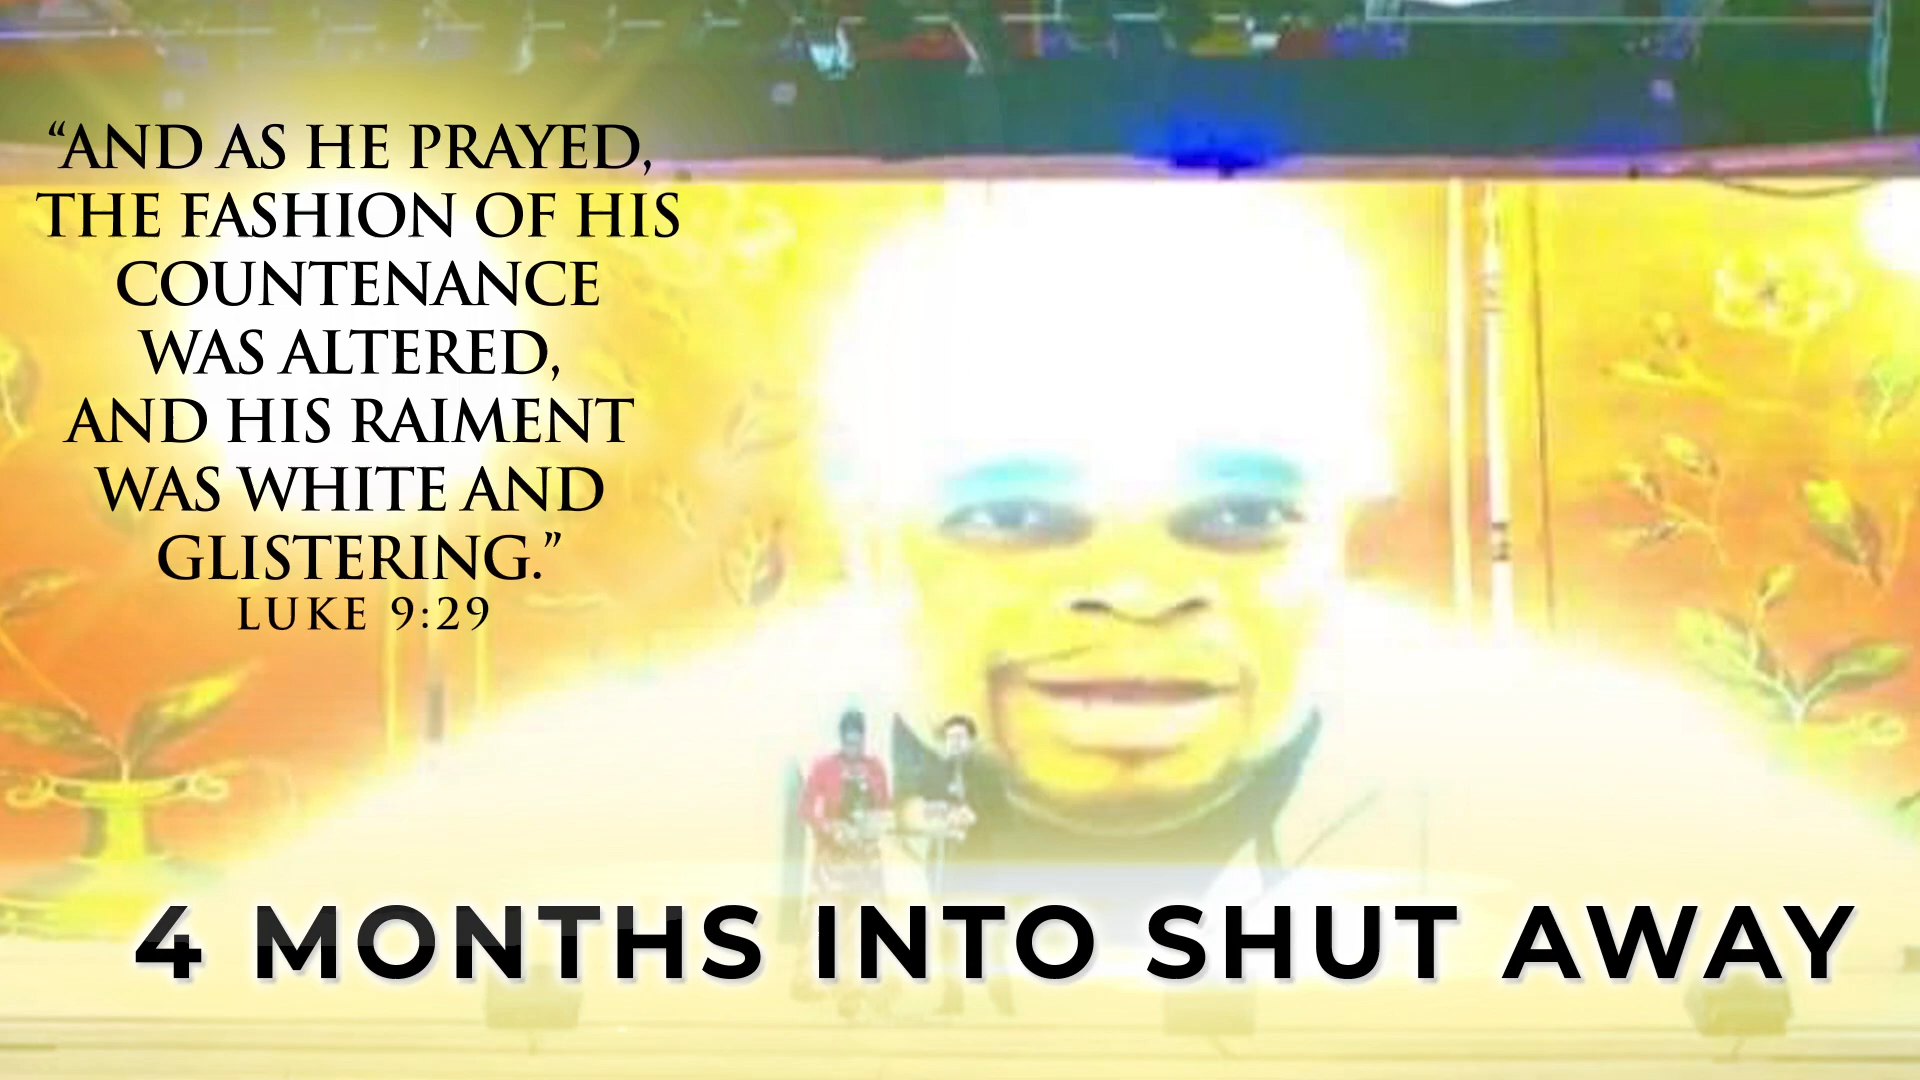 “AND AS HE PRAYED,
THE FASHION OF HIS
COUNTENANCE
WAS ALTERED,
AND HIS RAIMENT
WAS WHITE AND
GLISTERING.”
LUKE 9:29
4 MONTHS INTO SHUT AWAY